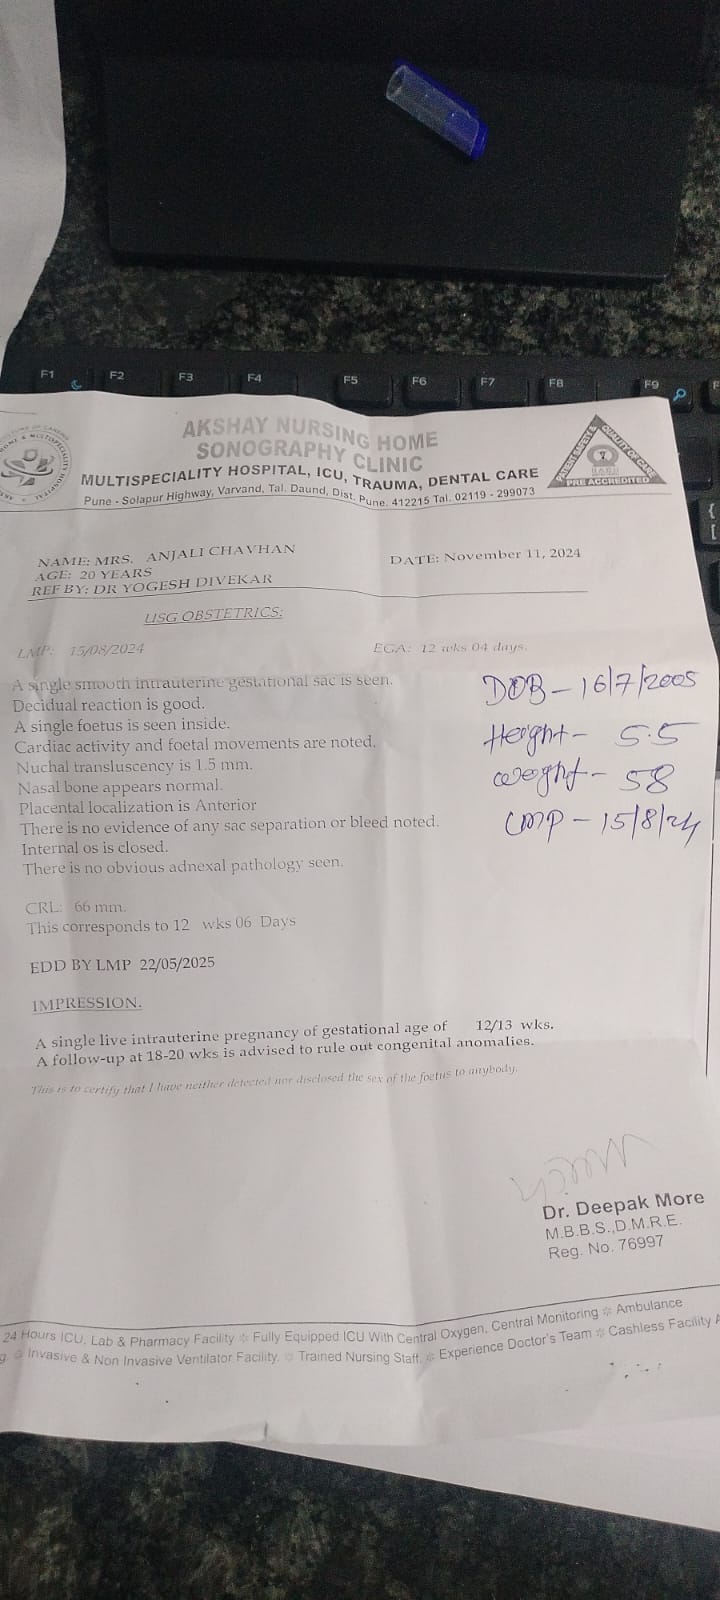 F1 F2 F3 F4 F5 F6 F7 F8 F9
AKSHAY NURSING HOME
SONOGRAPHY CLINIC
MULTISPECIALITY HOSPITAL, ICU, TRAUMA, DENTAL CARE
Pune - Solapur Highway, Varvand, Tal. Daund, Dist. Pune. 412215 Tal. 02119 - 299073
PATIENT SAFETY & QUALITY OF CARE
PRE ACCREDITED
NAME: MRS. ANJALI CHAVHAN
DATE: November 11, 2024
AGE: 20 YEARS
REF BY: DR YOGESH DIVEKAR
USG OBSTETRICS:
LMP: 15/08/2024 EGA: 12 wks 04 days.
A single smooth intrauterine gestational sac is seen.
Decidual reaction is good.
A single foetus is seen inside.
Cardiac activity and foetal movements are noted.
Nuchal transluscency is 1.5 mm.
Nasal bone appears normal.
Placental localization is Anterior
There is no evidence of any sac separation or bleed noted.
Internal os is closed.
There is no obvious adnexal pathology seen.
DOB - 16/7/2005
Height - 5.5
weight - 58
LMP - 15/8/24
CRL: 66 mm.
This corresponds to 12 wks 06 Days
EDD BY LMP 22/05/2025
IMPRESSION.
A single live intrauterine pregnancy of gestational age of 12/13 wks.
A follow-up at 18-20 wks is advised to rule out congenital anomalies.
This is to certify that I have neither detected nor disclosed the sex of the foetus to anybody.
Dr. Deepak More
M.B.B.S.,D.M.R.E.
Reg. No. 76997
24 Hours ICU, Lab & Pharmacy Facility ❊ Fully Equipped ICU With Central Oxygen, Central Monitoring ❊ Ambulance
Invasive & Non Invasive Ventilator Facility. ❊ Trained Nursing Staff. ❊ Experience Doctor's Team ❊ Cashless Facility